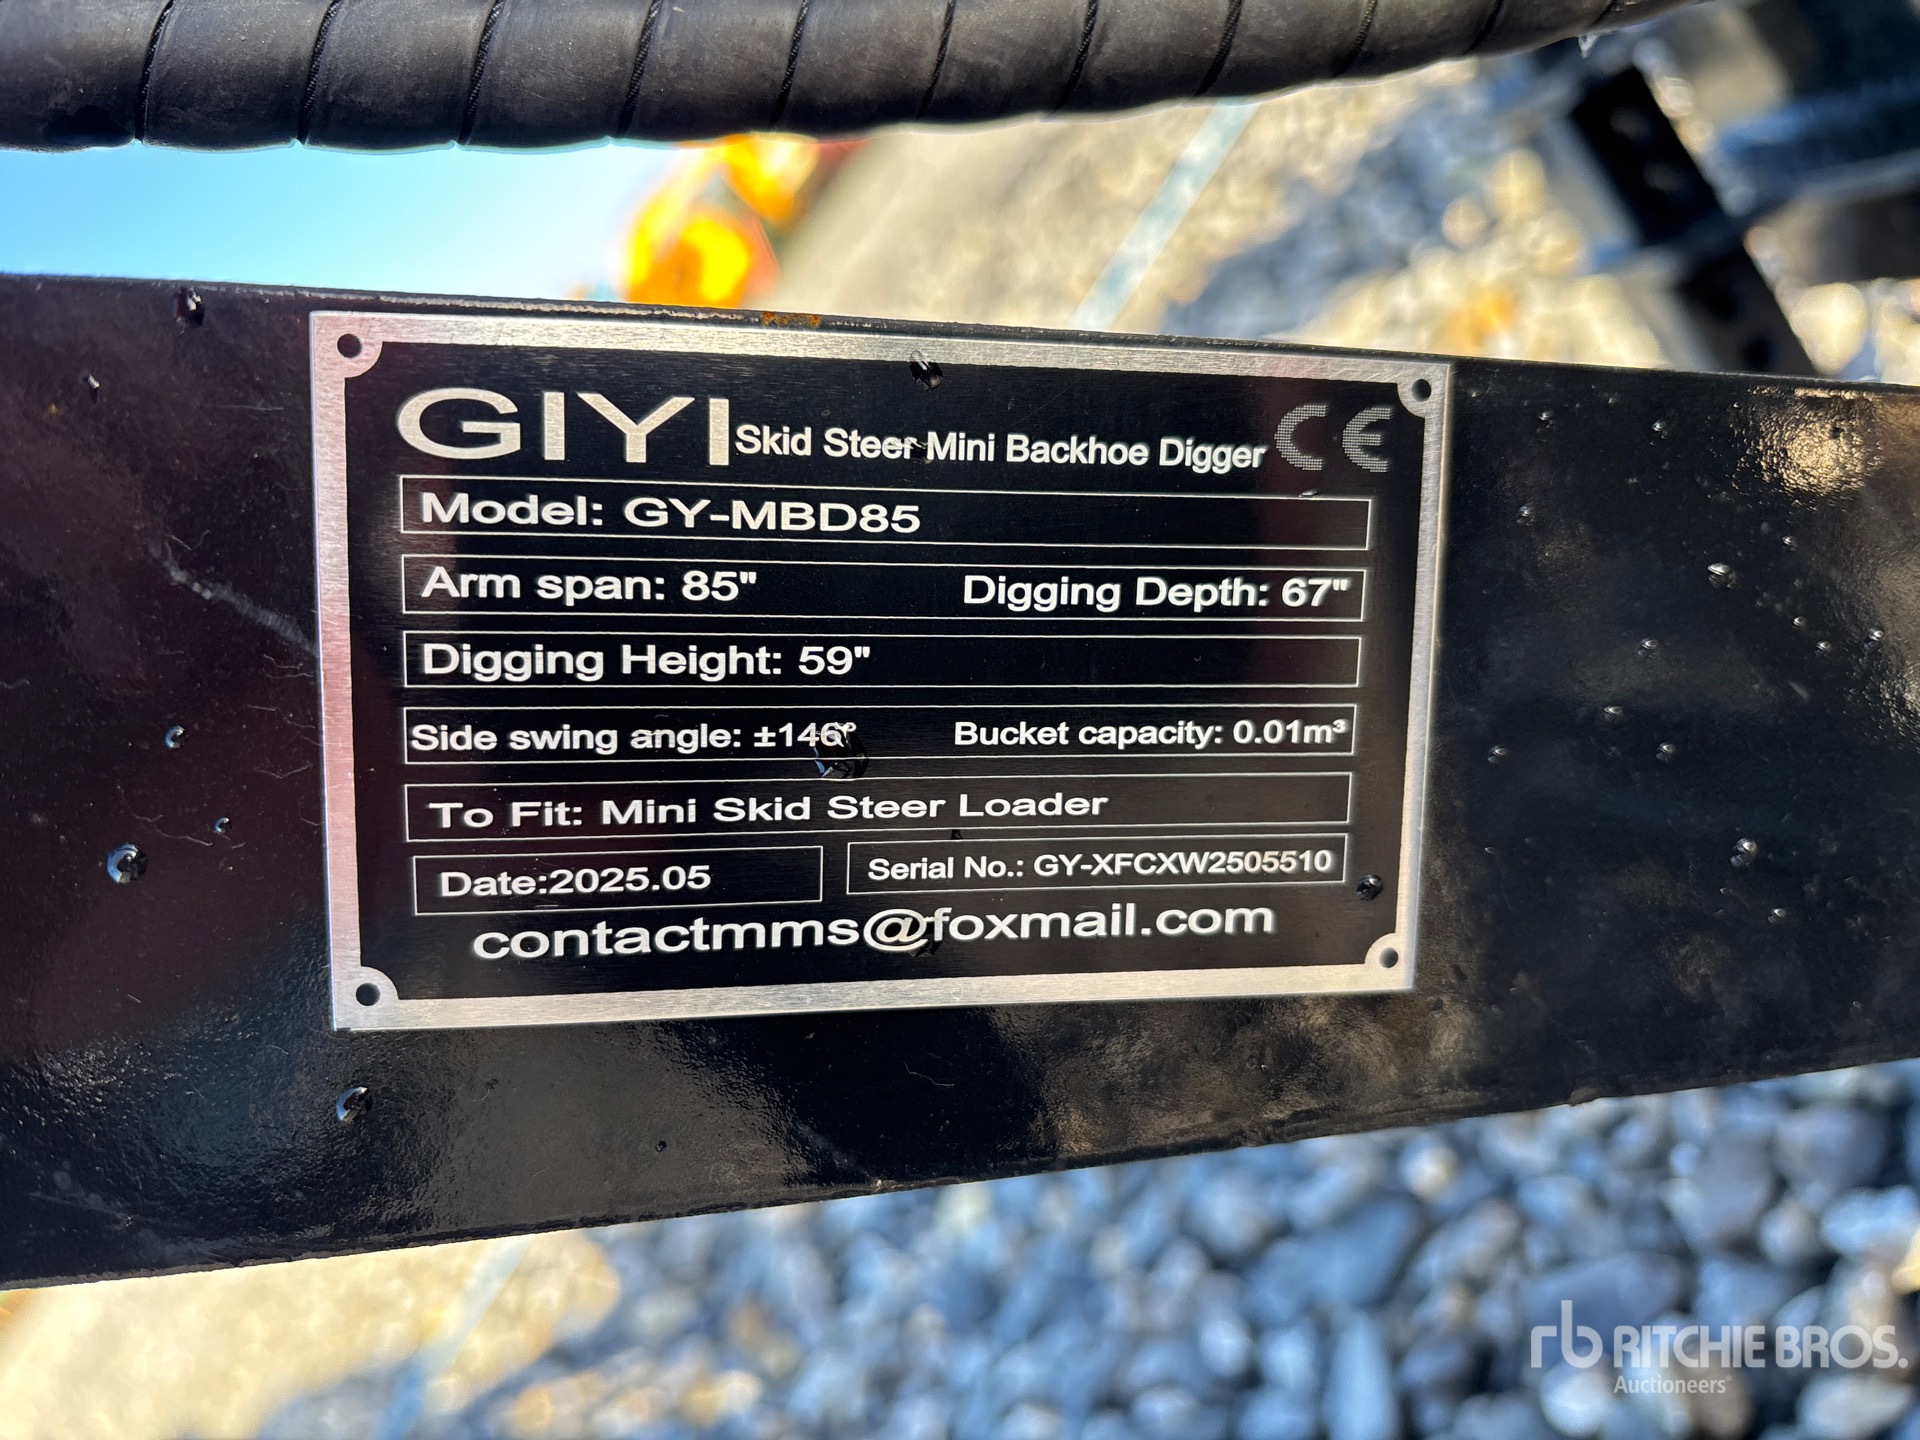 GIYI Skid Steer Mini Backhoe Digger CE
Model: GY-MBD85
Arm span: 85" Digging Depth: 67"
Digging Height: 59"
Side swing angle: ±146° Bucket capacity: 0.01m³
To Fit: Mini Skid Steer Loader
Date:2025.05 Serial No.: GY-XFCXW2505510
contactmms@foxmail.com
rb RITCHIE BROS.
Auctioneers